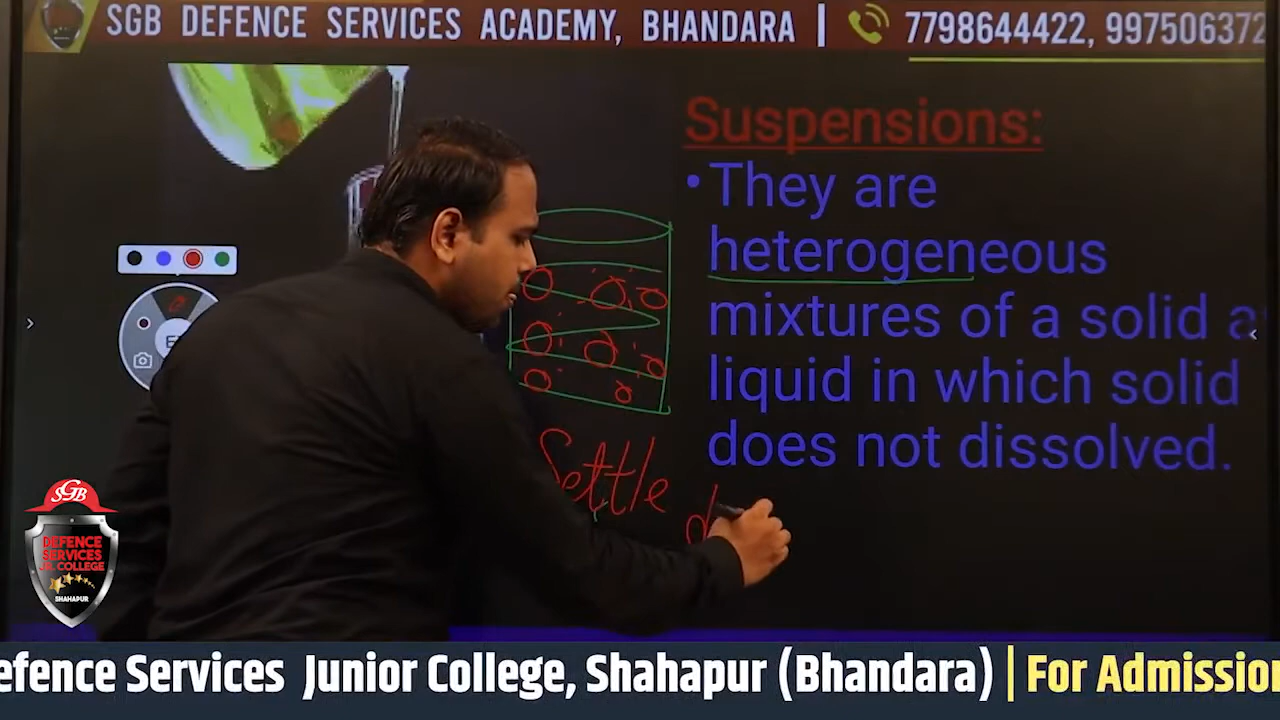 SGB DEFENCE SERVICES ACADEMY, BHANDARA | 7798644422, 997506372
Suspensions:
• They are
heterogeneous
mixtures of a solid a
liquid in which solid
does not dissolved.
Settle d
SGB
DEFENCE
SERVICES
JR. COLLEGE
SHAHAPUR
efence Services Junior College, Shahapur (Bhandara) | For Admission